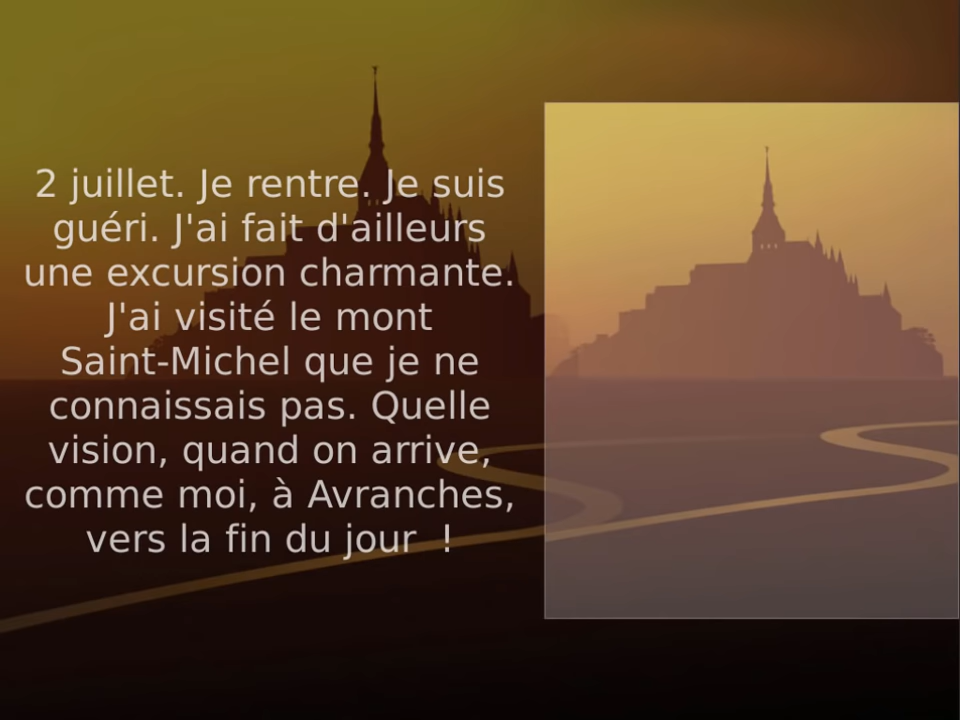 2 juillet. Je rentre. Je suis
guéri. J'ai fait d'ailleurs
une excursion charmante.
J'ai visité le mont
Saint-Michel que je ne
connaissais pas. Quelle
vision, quand on arrive,
comme moi, à Avranches,
vers la fin du jour  !